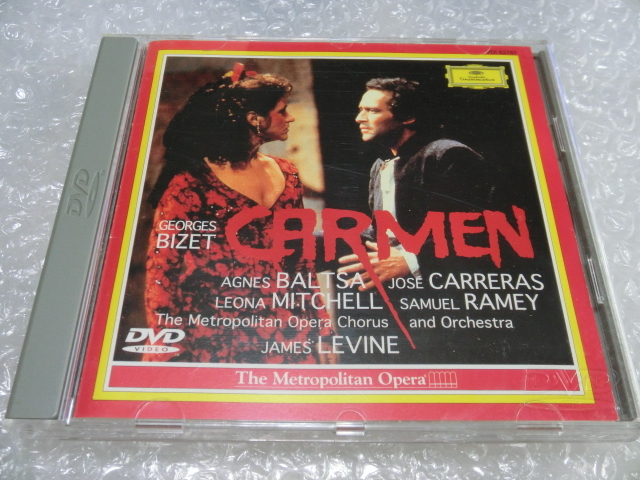 DVD
GEORGES
BIZET
CARMEN
AGNES BALTSA JOSÉ CARRERAS
LEONA MITCHELL SAMUEL RAMEY
The Metropolitan Opera Chorus and Orchestra
JAMES LEVINE
DVD
VIDEO
The Metropolitan Opera
DVD